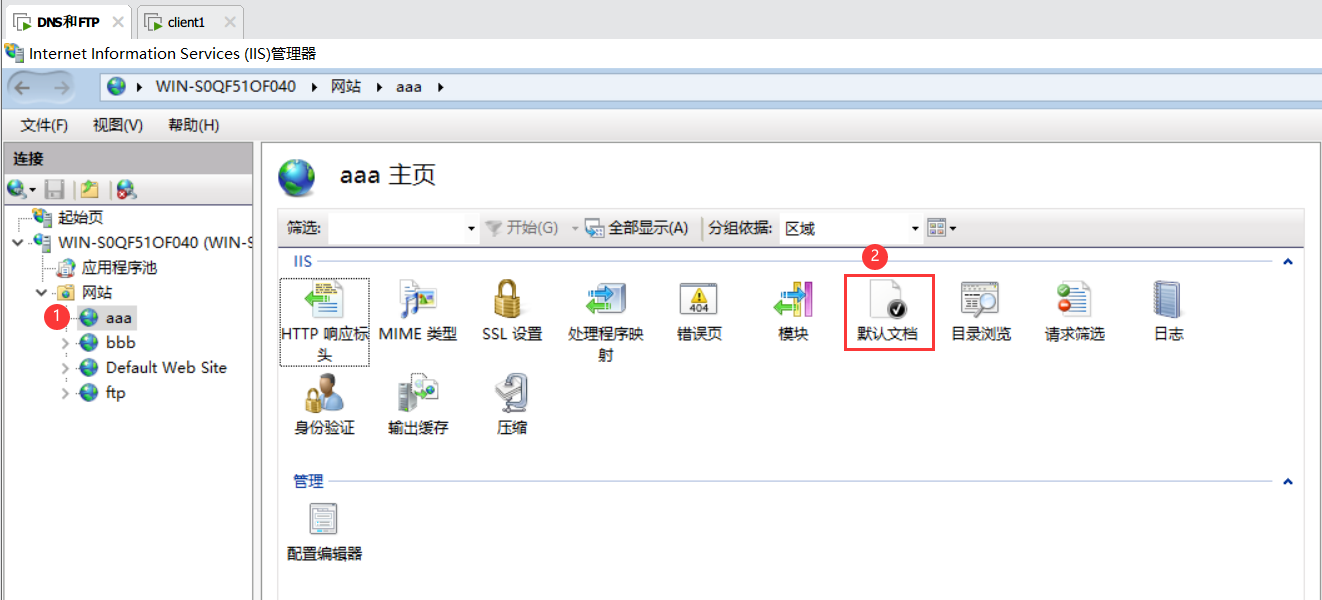 DNS和FTP
client1
Internet Information Services (IIS)管理器
WIN-S0QF51OF040 网站 aaa
文件(F) 视图(V) 帮助(H)
连接
起始页
WIN-S0QF51OF040 (WIN-S
应用程序池
网站
1
aaa
bbb
Default Web Site
ftp
aaa 主页
筛选: 开始(G) 全部显示(A) 分组依据: 区域
IIS
2
HTTP 响应标
头
MIME 类型
SSL 设置
处理程序映
射
错误页
404
模块
默认文档
目录浏览
请求筛选
日志
身份验证
输出缓存
压缩
管理
配置编辑器